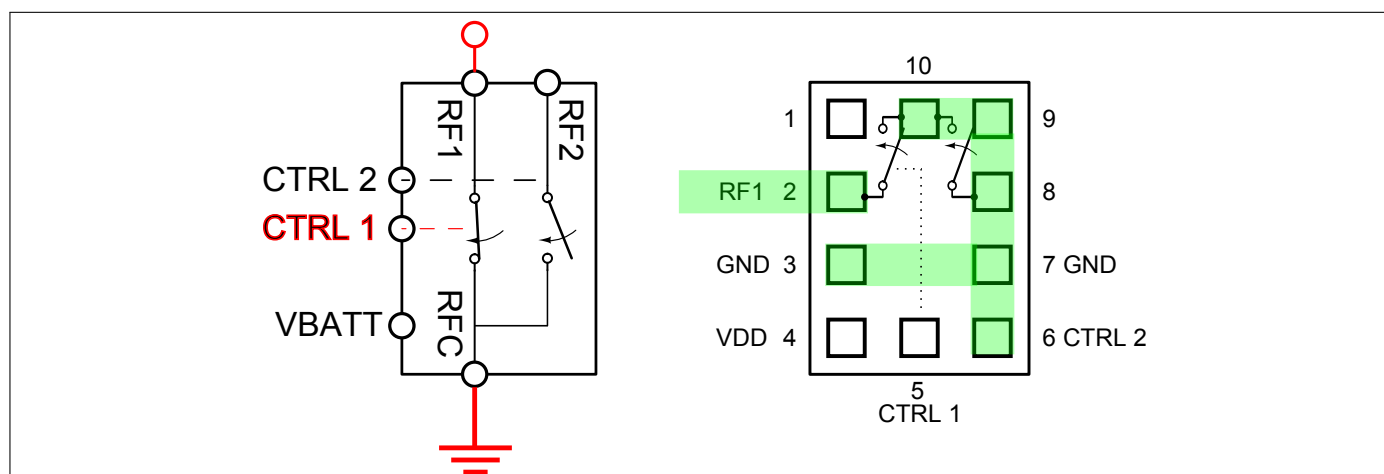 RF1
RF2
CTRL 2
CTRL 1
VBATT
RFC
10
1
9
RF1 2
8
GND 3
7 GND
VDD 4
6 CTRL 2
5
CTRL 1